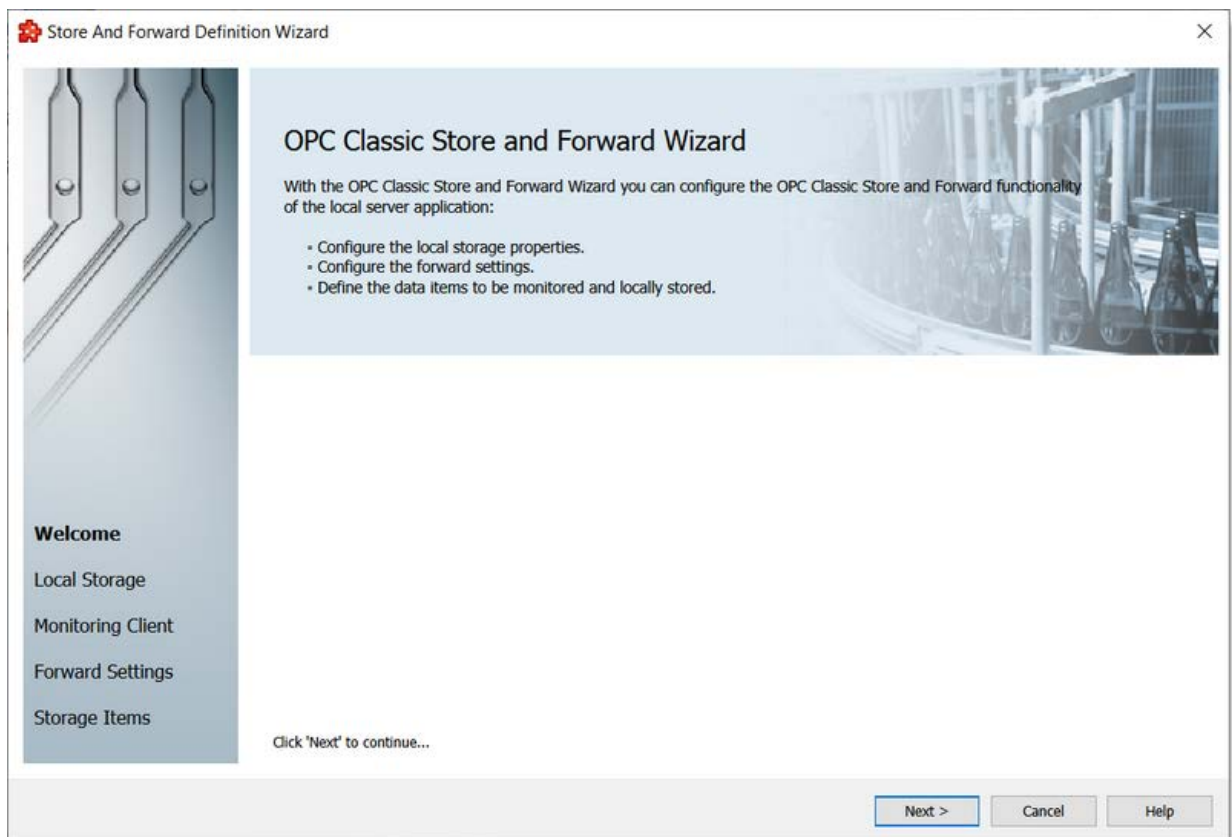 Store And Forward Definition Wizard
OPC Classic Store and Forward Wizard
With the OPC Classic Store and Forward Wizard you can configure the OPC Classic Store and Forward functionality
of the local server application:
▪ Configure the local storage properties.
▪ Configure the forward settings.
▪ Define the data items to be monitored and locally stored.
Welcome
Local Storage
Monitoring Client
Forward Settings
Storage Items
Click 'Next' to continue...
Next > Cancel Help